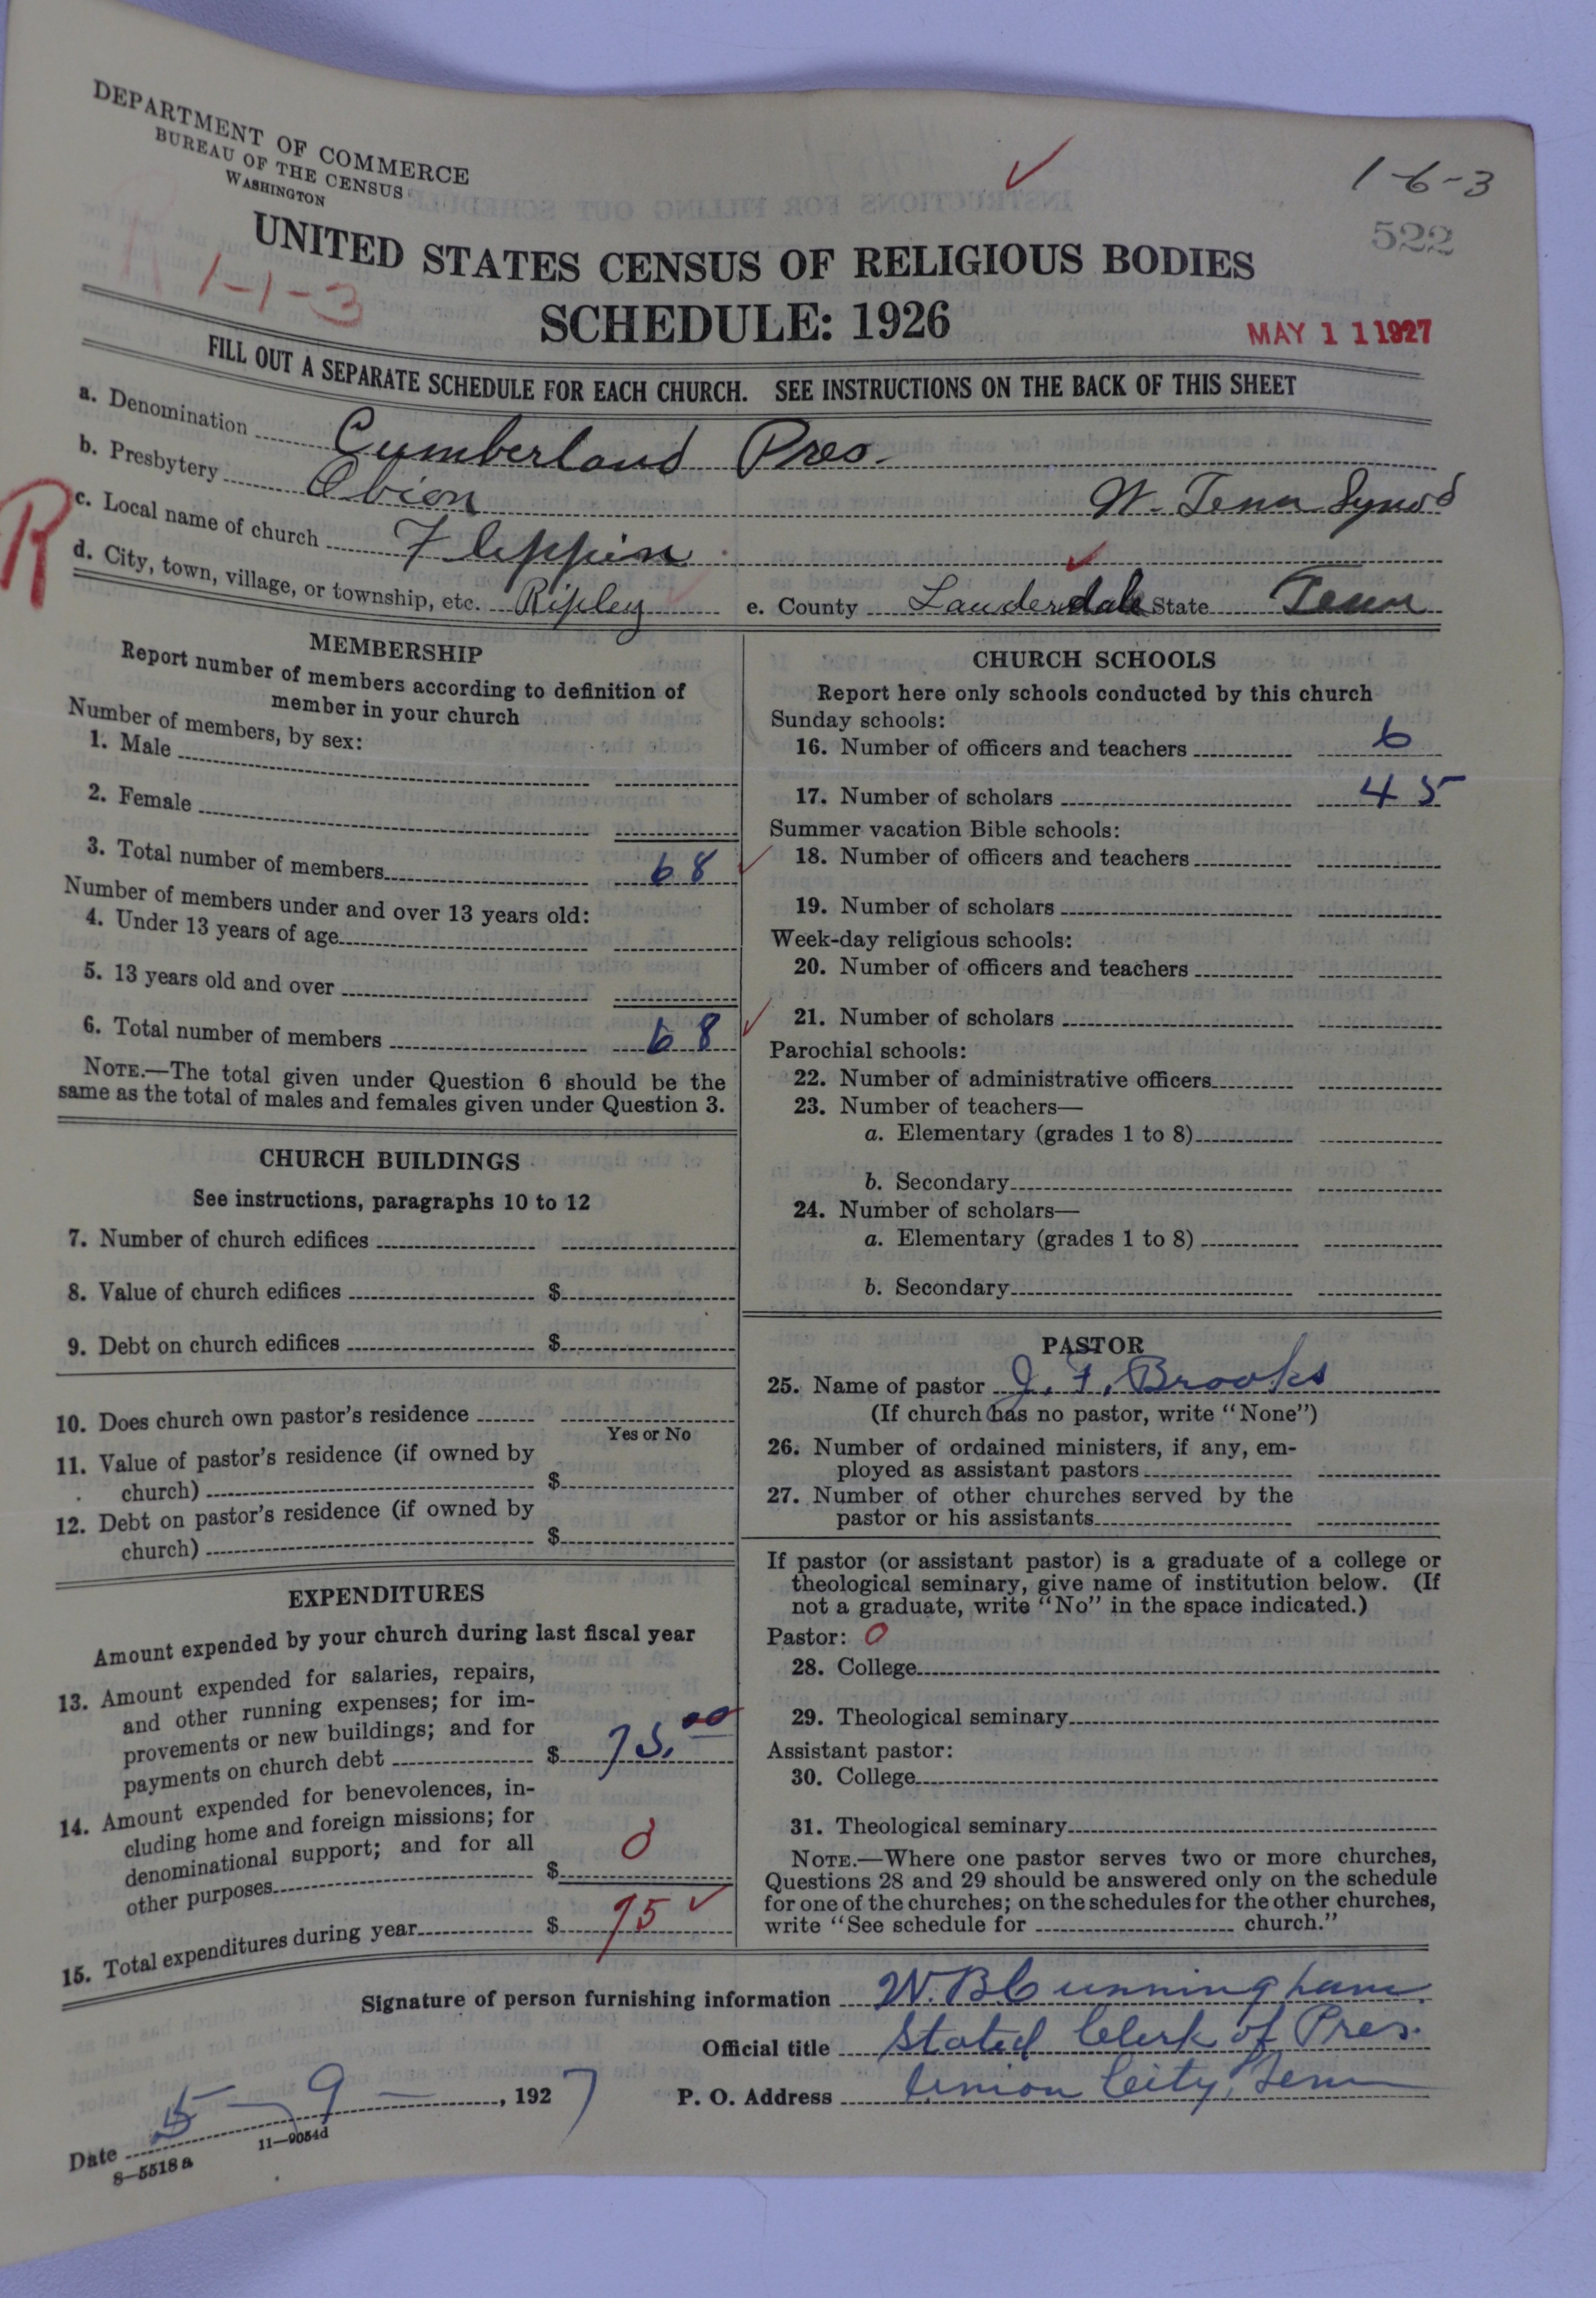 DEPARTMENT OF COMMERCE
BUREAU OF THE CENSUS
WASHINGTON
1-6-3
522
UNITED STATES CENSUS OF RELIGIOUS BODIES
1-1-3
SCHEDULE: 1926
MAY 11 1927
FILL OUT A SEPARATE SCHEDULE FOR EACH CHURCH. SEE INSTRUCTIONS ON THE BACK OF THIS SHEET
a. Denomination Cumberland Pres.
b. Presbytery Obion W. Tenn Synod
R
c. Local name of church Fleppin
d. City, town, village, or township, etc. Ripley e. County Lauderdale State Tenn
MEMBERSHIP
Report number of members according to definition of
member in your church
Number of members, by sex:
1. Male
2. Female
3. Total number of members 68
Number of members under and over 13 years old:
4. Under 13 years of age
5. 13 years old and over
6. Total number of members 68
NOTE.—The total given under Question 6 should be the
same as the total of males and females given under Question 3.
CHURCH BUILDINGS
See instructions, paragraphs 10 to 12
7. Number of church edifices
8. Value of church edifices $
9. Debt on church edifices $
10. Does church own pastor's residence
Yes or No
11. Value of pastor's residence (if owned by
church) $
12. Debt on pastor's residence (if owned by
church) $
EXPENDITURES
Amount expended by your church during last fiscal year
13. Amount expended for salaries, repairs,
and other running expenses; for im-
provements or new buildings; and for
payments on church debt $ 75.00
14. Amount expended for benevolences, in-
cluding home and foreign missions; for
denominational support; and for all
other purposes $ 0
15. Total expenditures during year $ 75
CHURCH SCHOOLS
Report here only schools conducted by this church
Sunday schools:
16. Number of officers and teachers 6
17. Number of scholars 45
Summer vacation Bible schools:
18. Number of officers and teachers
19. Number of scholars
Week-day religious schools:
20. Number of officers and teachers
21. Number of scholars
Parochial schools:
22. Number of administrative officers
23. Number of teachers—
a. Elementary (grades 1 to 8)
b. Secondary
24. Number of scholars—
a. Elementary (grades 1 to 8)
b. Secondary
PASTOR
25. Name of pastor J. F. Brooks
(If church has no pastor, write "None")
26. Number of ordained ministers, if any, em-
ployed as assistant pastors
27. Number of other churches served by the
pastor or his assistants
If pastor (or assistant pastor) is a graduate of a college or
theological seminary, give name of institution below. (If
not a graduate, write "No" in the space indicated.)
Pastor: 0
28. College
29. Theological seminary
Assistant pastor:
30. College
31. Theological seminary
NOTE.—Where one pastor serves two or more churches,
Questions 28 and 29 should be answered only on the schedule
for one of the churches; on the schedules for the other churches,
write "See schedule for church."
Signature of person furnishing information W. B Cunningham.
Official title Stated Clerk of Pres.
Date 5-9-, 1927 P. O. Address Union City, Tenn
8-5518a 11-9054d